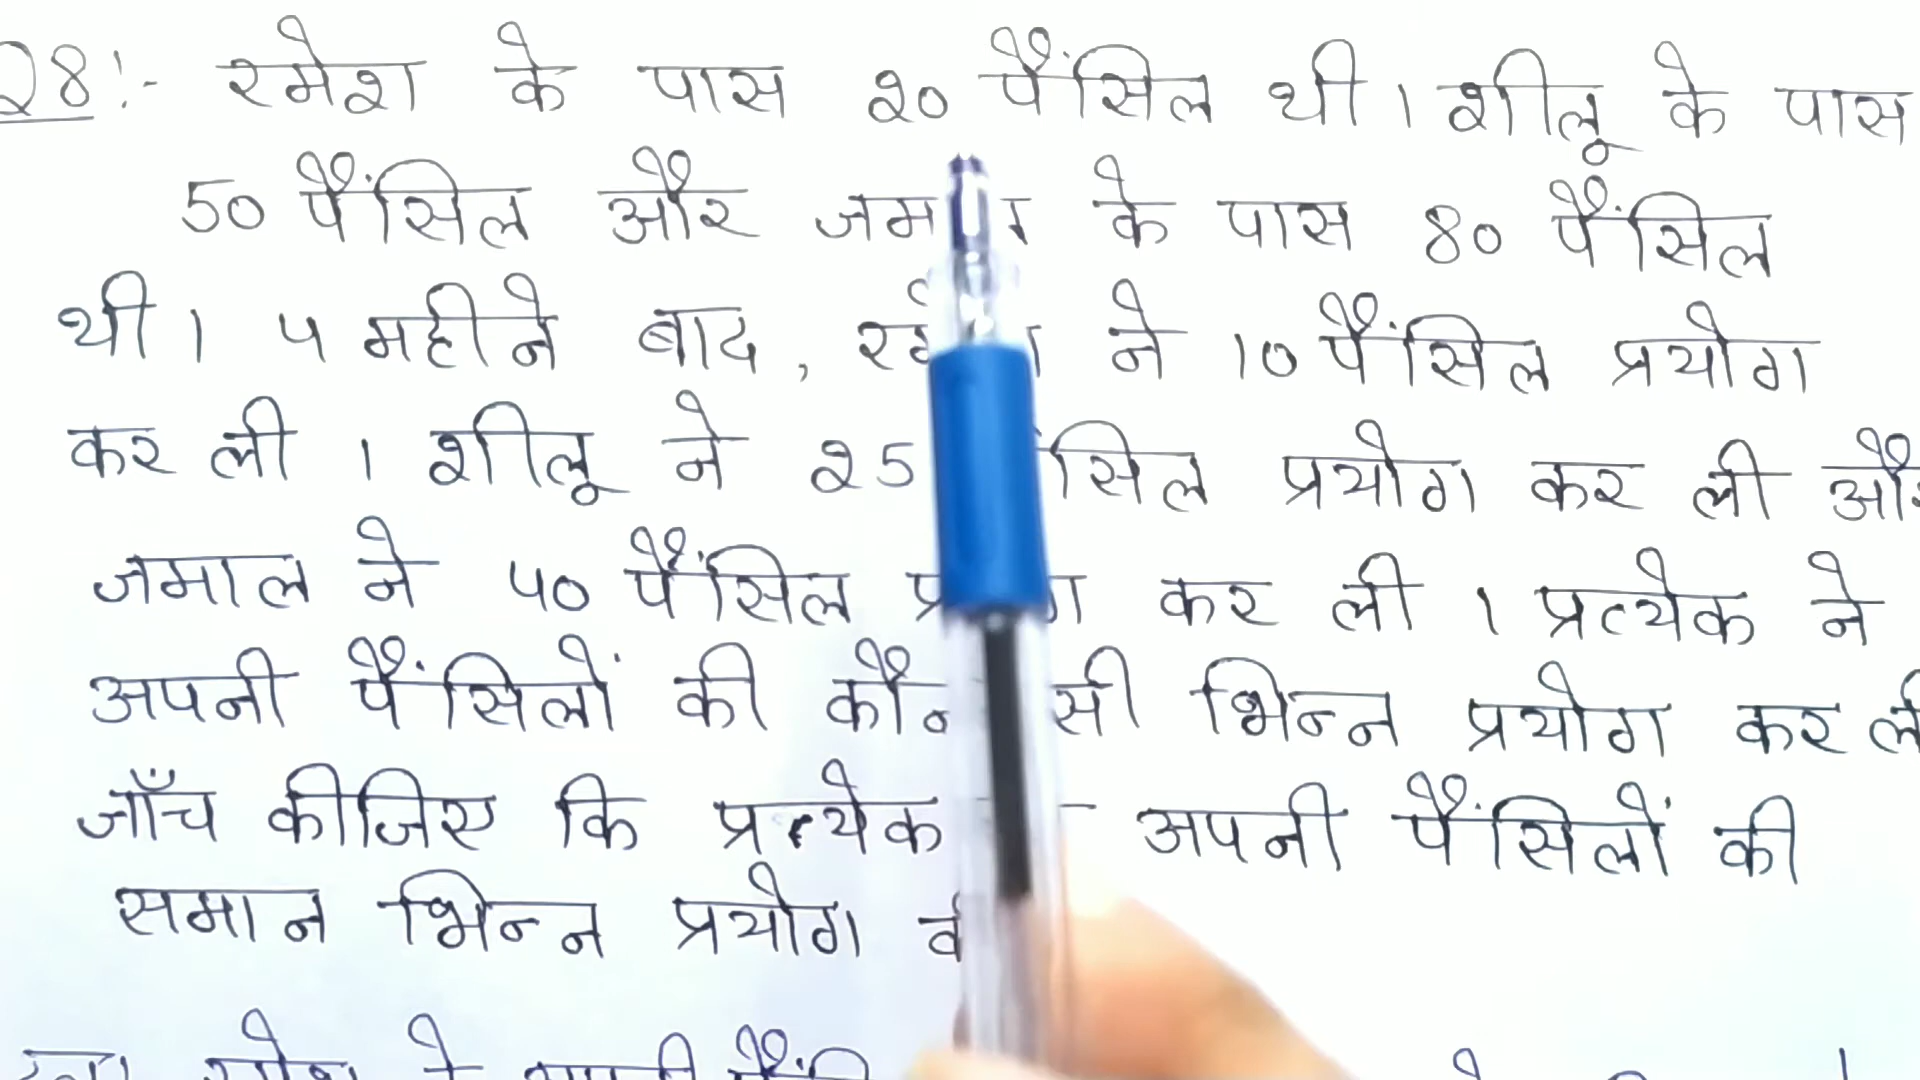 Q8:- रमेश के पास 20 पैंसिल थी । शीलू के पास
50 पैंसिल और के पास 80 पैंसिल
थी । 4 महीने बाद , ने 10 पैंसिल प्रयोग
कर ली । शीलू ने 25 प्रयोग कर ली
जमाल ने 40 पैंसिल कर ली । प्रत्येक ने
अपनी पैंसिलों की भिन्न प्रयोग कर
जाँच कीजिए कि प्रत्येक अपनी पैंसिलों की
समान भिन्न प्रयोग